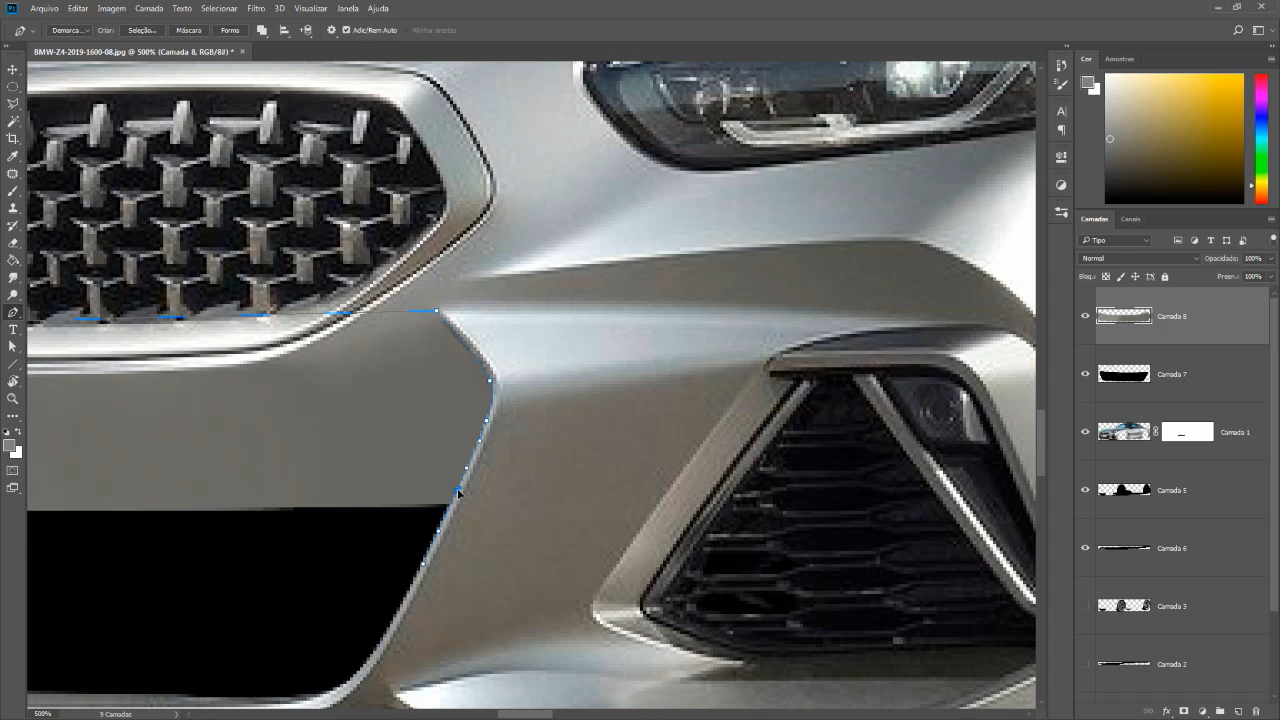 Ps Arquivo Editar Imagem Camada Texto Selecionar Filtro 3D Visualizar Janela Ajuda
Demarca... Criar: Seleção... Máscara Forma Adic/Rem Auto Alinhar arestas
BMW-Z4-2019-1600-08.jpg @ 500% (Camada 8, RGB/8#) * ×
Cor Amostras
Camadas Canais
Tipo
Normal Opacidade: 100%
Bloq.: Preen.: 100%
Camada 8
Camada 7
Camada 1
Camada 5
Camada 6
Camada 3
Camada 2
500% 9 Camadas
fx